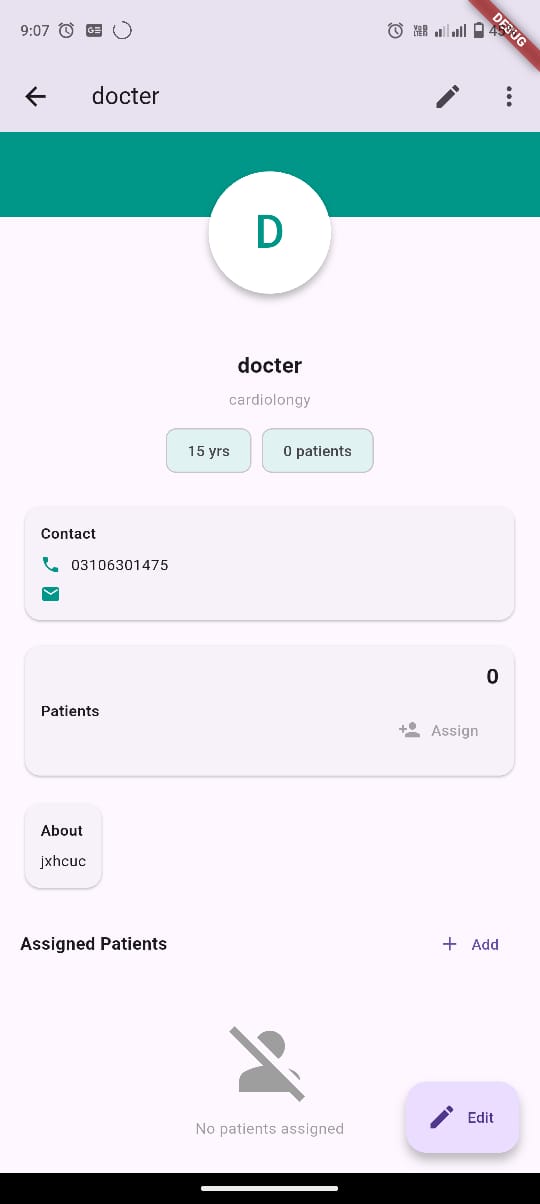 9:07
DEBUG
docter
D
docter
cardiolongy
15 yrs
0 patients
Contact
03106301475
0
Patients
Assign
About
jxhcuc
Assigned Patients
Add
No patients assigned
Edit